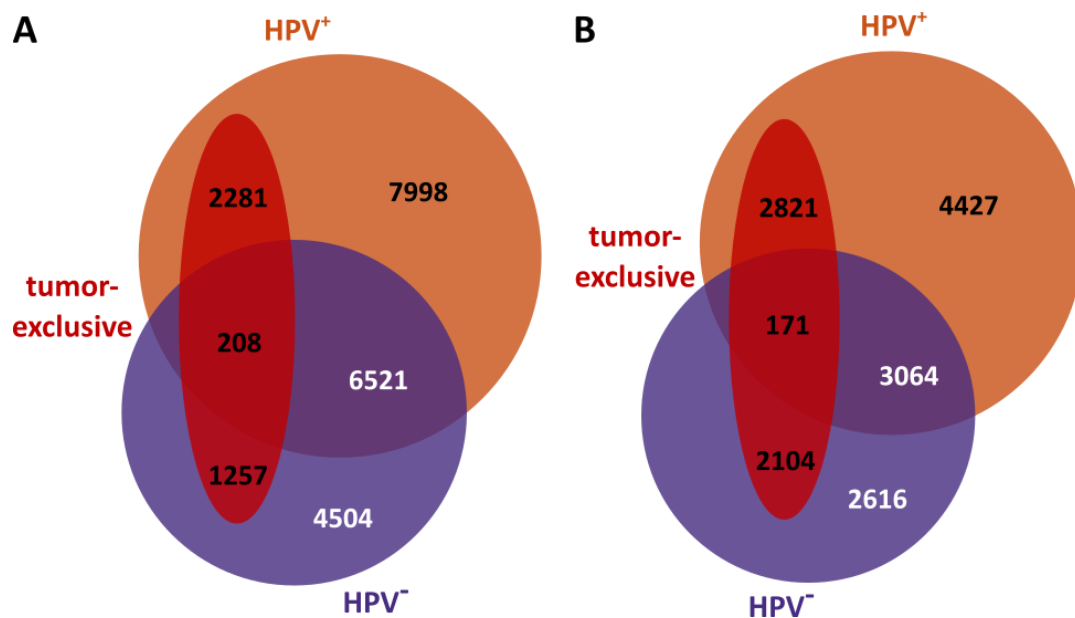 A
HPV⁺
2281
7998
tumor-
exclusive
208
6521
1257
4504
HPV⁻
B
HPV⁺
2821
4427
tumor-
exclusive
171
3064
2104
2616
HPV⁻